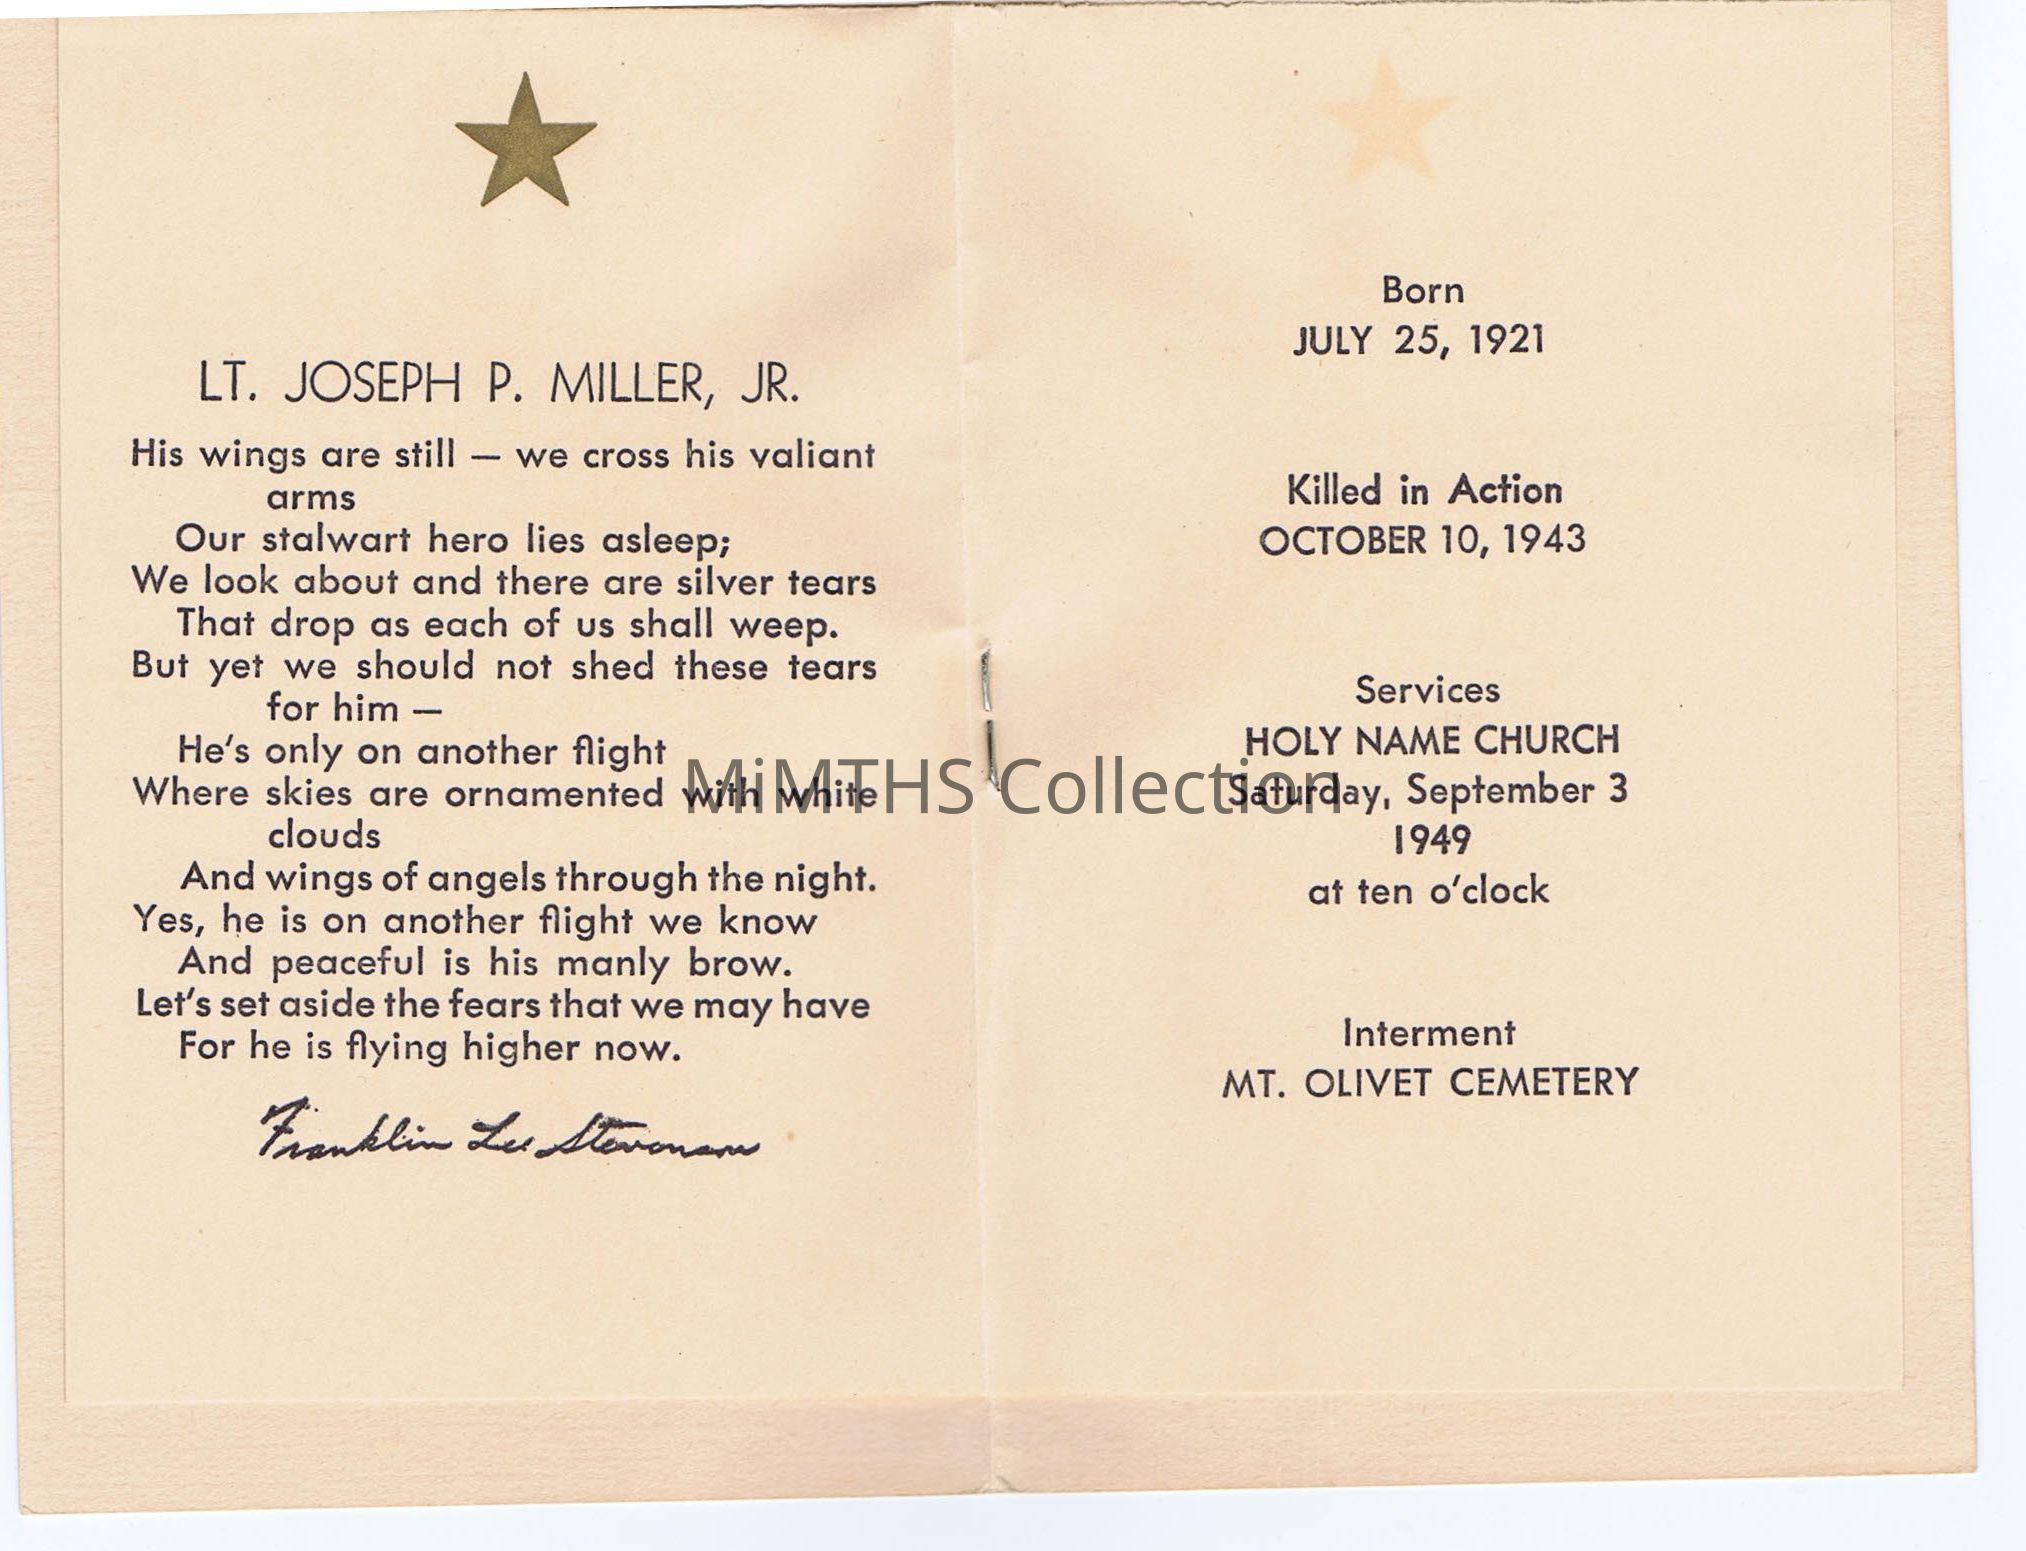 LT. JOSEPH P. MILLER, JR.
His wings are still — we cross his valiant
arms
Our stalwart hero lies asleep;
We look about and there are silver tears
That drop as each of us shall weep.
But yet we should not shed these tears
for him —
He's only on another flight
Where skies are ornamented with white
clouds
And wings of angels through the night.
Yes, he is on another flight we know
And peaceful is his manly brow.
Let's set aside the fears that we may have
For he is flying higher now.
Franklin Lee Stevenson
Born
JULY 25, 1921
Killed in Action
OCTOBER 10, 1943
Services
HOLY NAME CHURCH
Saturday, September 3
1949
at ten o'clock
Interment
MT. OLIVET CEMETERY
MiMTHS Collection